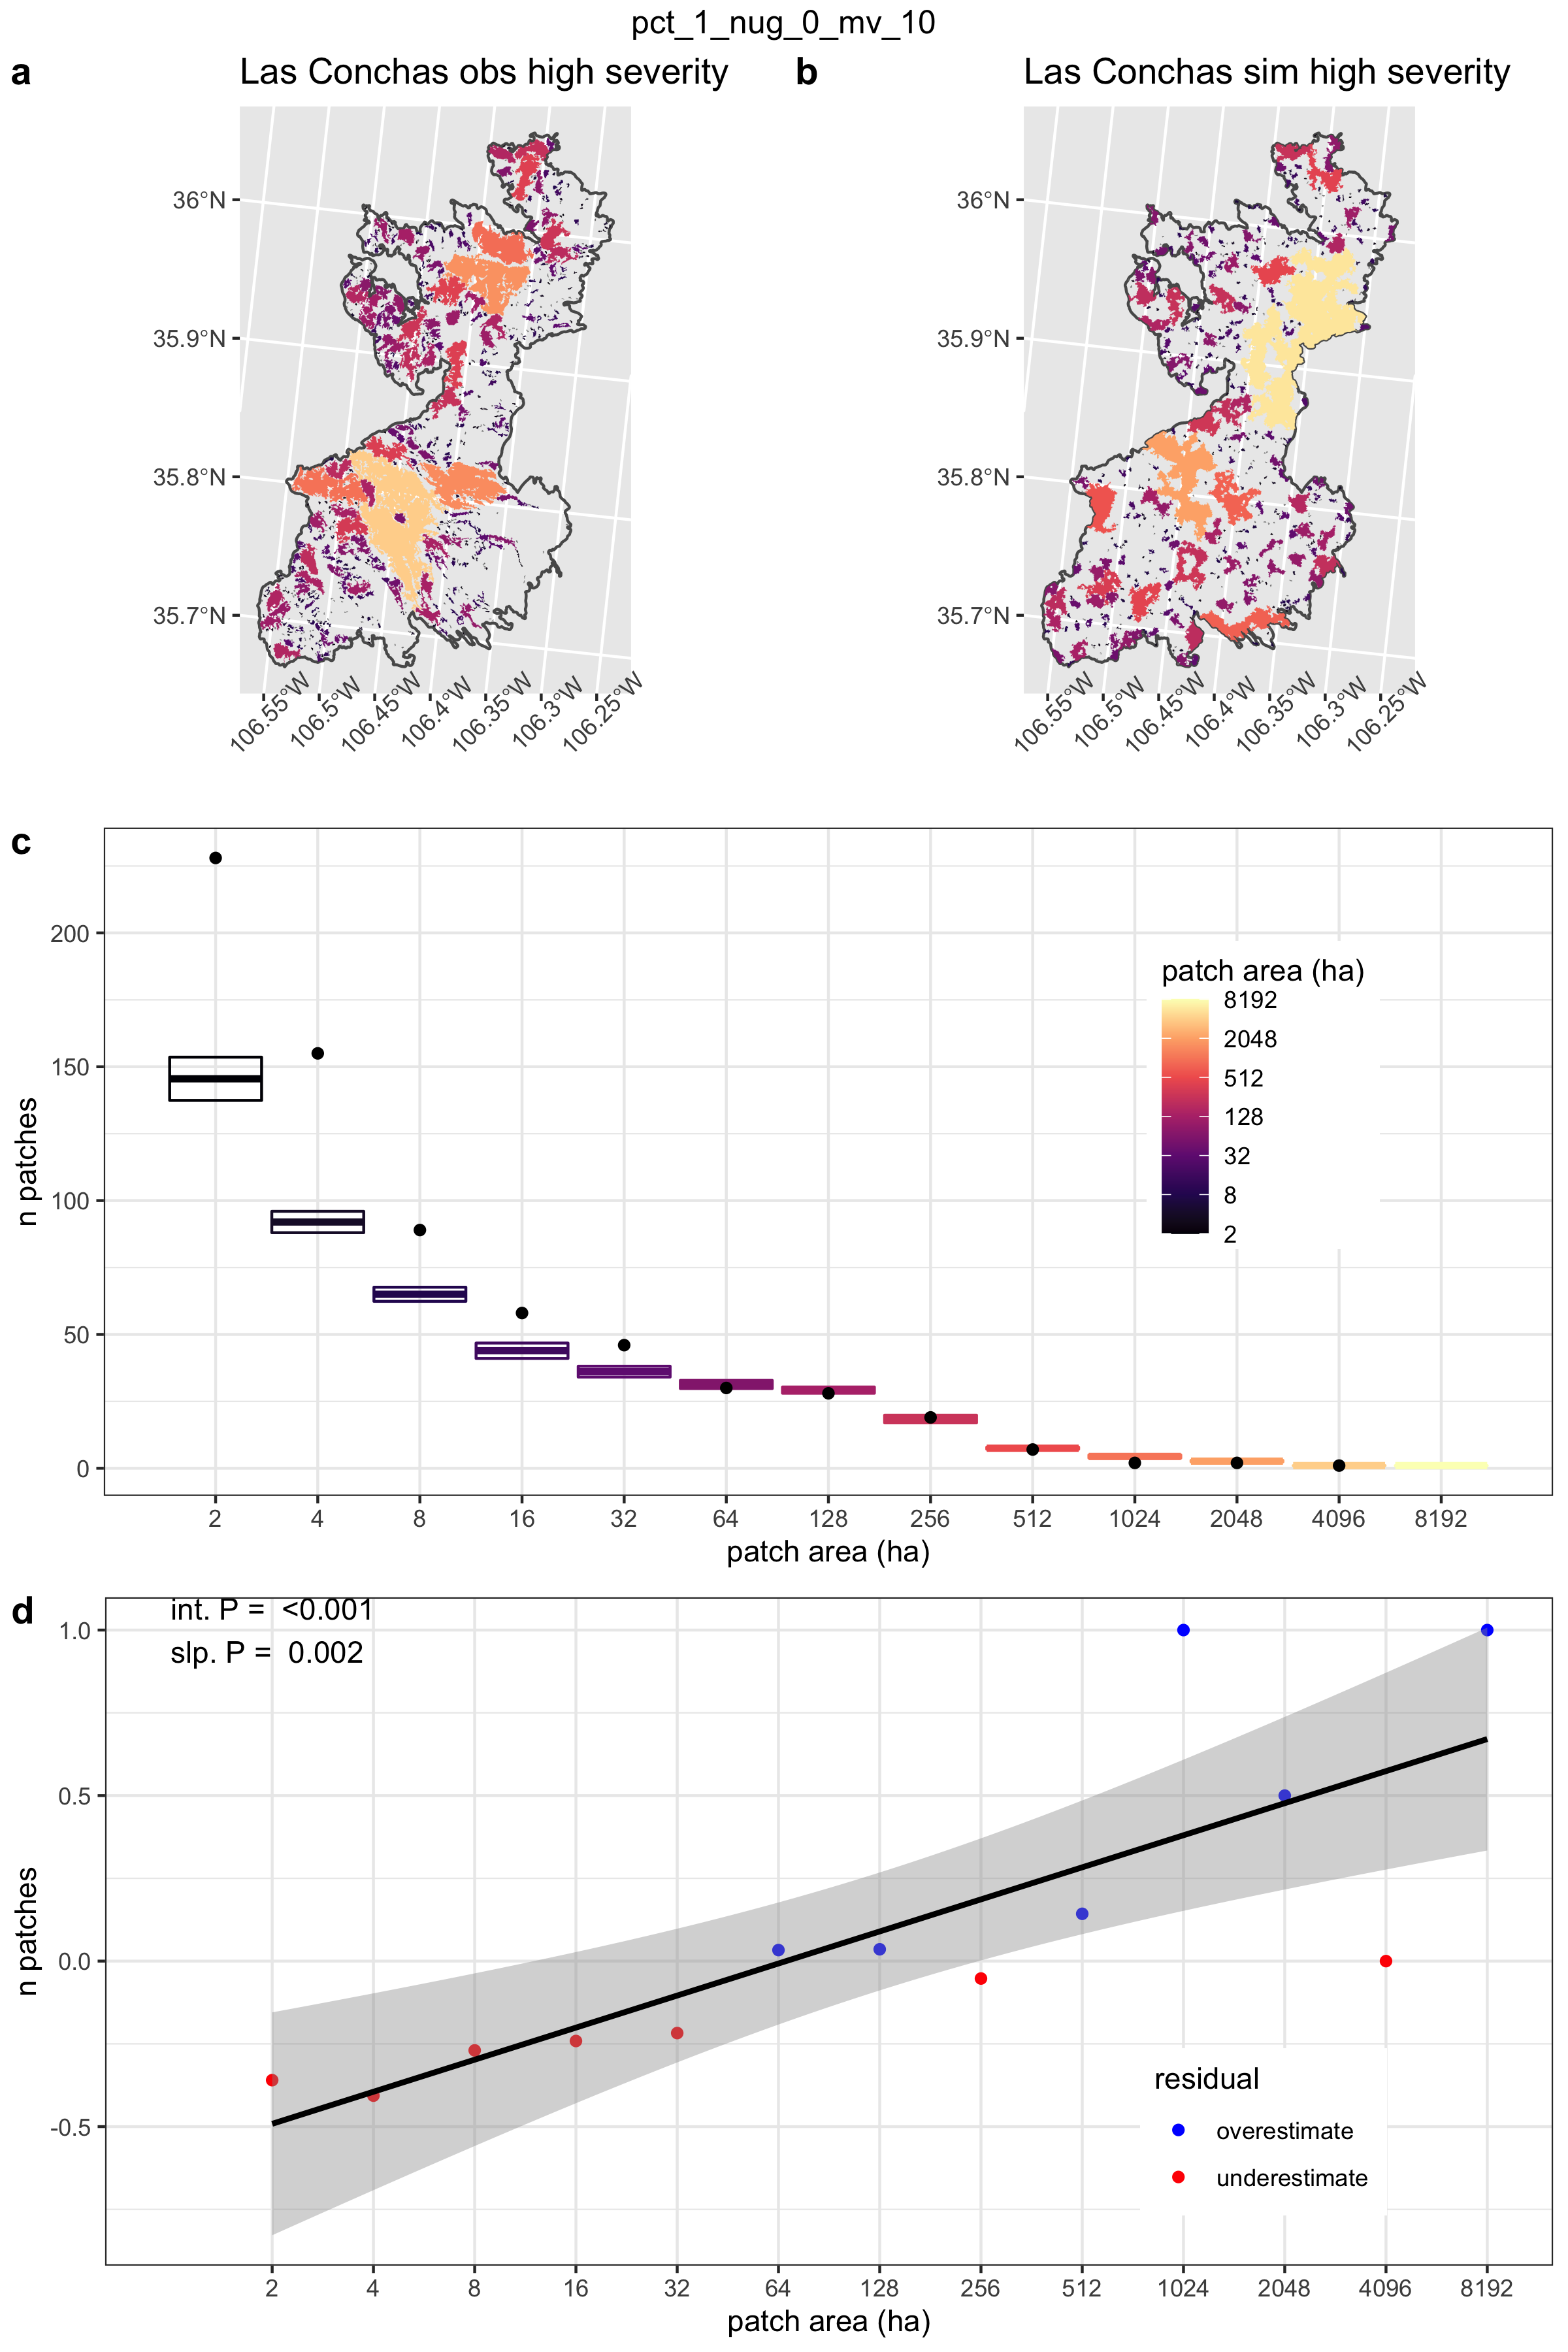 pct_1_nug_0_mv_10
a
Las Conchas obs high severity
36°N
35.9°N
35.8°N
35.7°N
106.55°W
106.5°W
106.45°W
106.4°W
106.35°W
106.3°W
106.25°W
b
Las Conchas sim high severity
36°N
35.9°N
35.8°N
35.7°N
106.55°W
106.5°W
106.45°W
106.4°W
106.35°W
106.3°W
106.25°W
c
n patches
200
150
100
50
0
patch area (ha)
8192
2048
512
128
32
8
2
2 4 8 16 32 64 128 256 512 1024 2048 4096 8192
patch area (ha)
d
int. P = <0.001
slp. P = 0.002
n patches
1.0
0.5
0.0
-0.5
residual
overestimate
underestimate
2 4 8 16 32 64 128 256 512 1024 2048 4096 8192
patch area (ha)